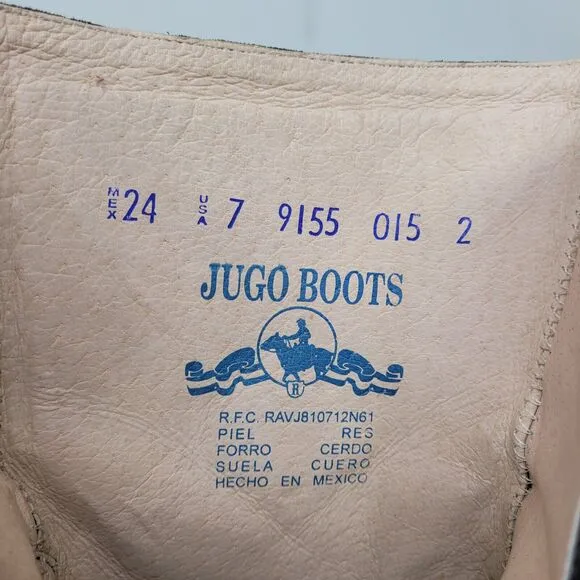 MEX 24 USA 7 9155 015 2
JUGO BOOTS
R
R.F.C. RAVJ810712N61
PIEL RES
FORRO CERDO
SUELA CUERO
HECHO EN MEXICO